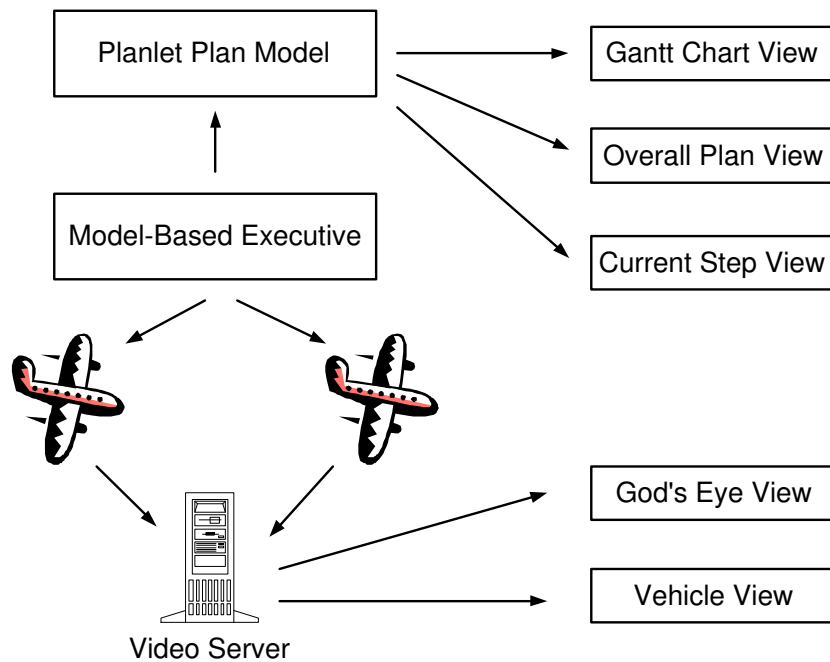 Planlet Plan Model
Gantt Chart View
Overall Plan View
Model-Based Executive
Current Step View
God's Eye View
Vehicle View
Video Server